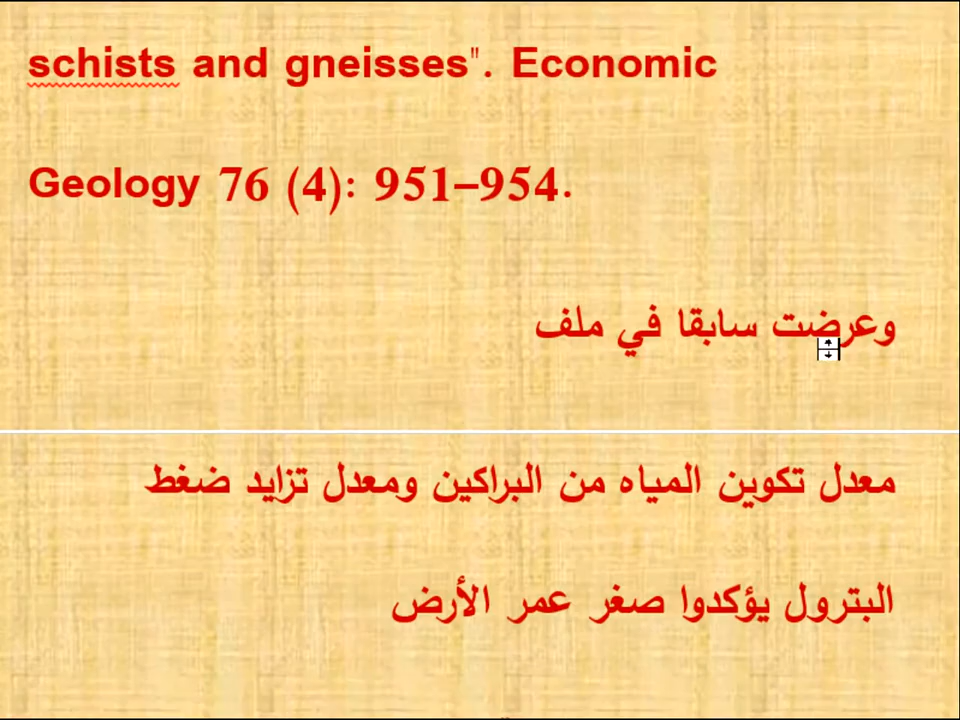 schists and gneisses". Economic
Geology 76 (4): 951–954.
وعرضت سابقا في ملف
معدل تكوين المياه من البراكين ومعدل تزايد ضغط
البترول يؤكدوا صغر عمر الأرض